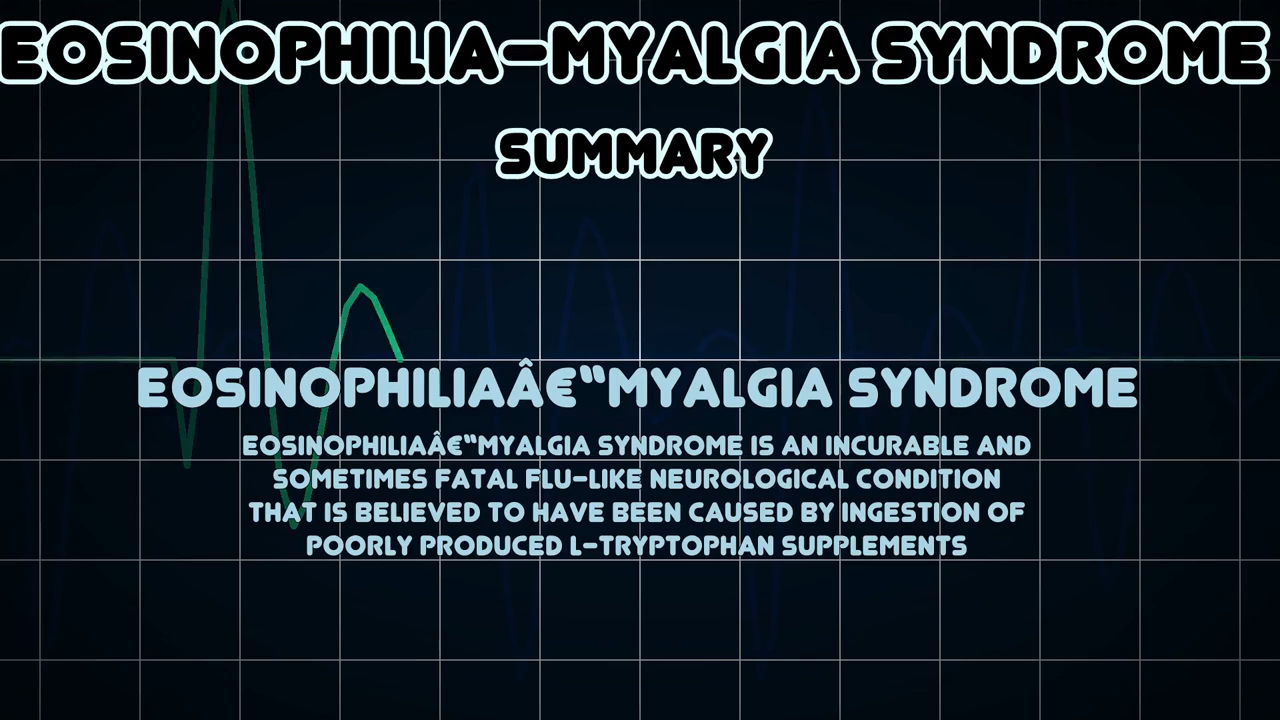 EOSINOPHILIA–MYALGIA SYNDROME
SUMMARY
EOSINOPHILIAÂ€“MYALGIA SYNDROME
EOSINOPHILIAÂ€“MYALGIA SYNDROME IS AN INCURABLE AND
SOMETIMES FATAL FLU-LIKE NEUROLOGICAL CONDITION
THAT IS BELIEVED TO HAVE BEEN CAUSED BY INGESTION OF
POORLY PRODUCED L-TRYPTOPHAN SUPPLEMENTS